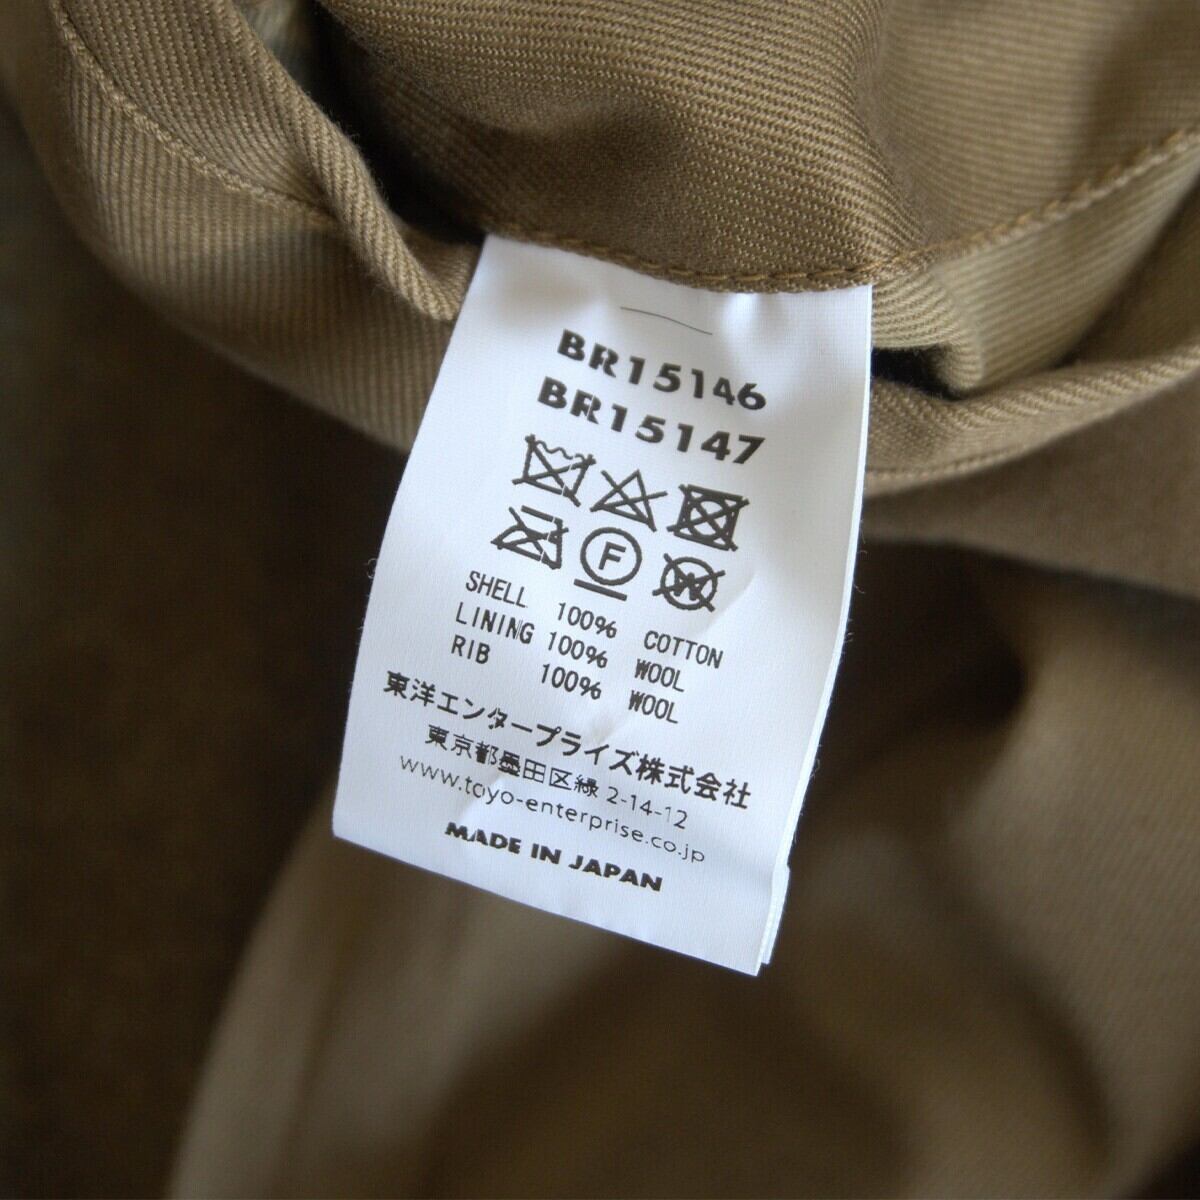 BR15146
BR15147
F
W
SHELL 100% COTTON
LINING 100% WOOL
RIB 100% WOOL
東洋エンタープライズ株式会社
東京都墨田区緑 2-14-12
www.toyo-enterprise.co.jp
MADE IN JAPAN